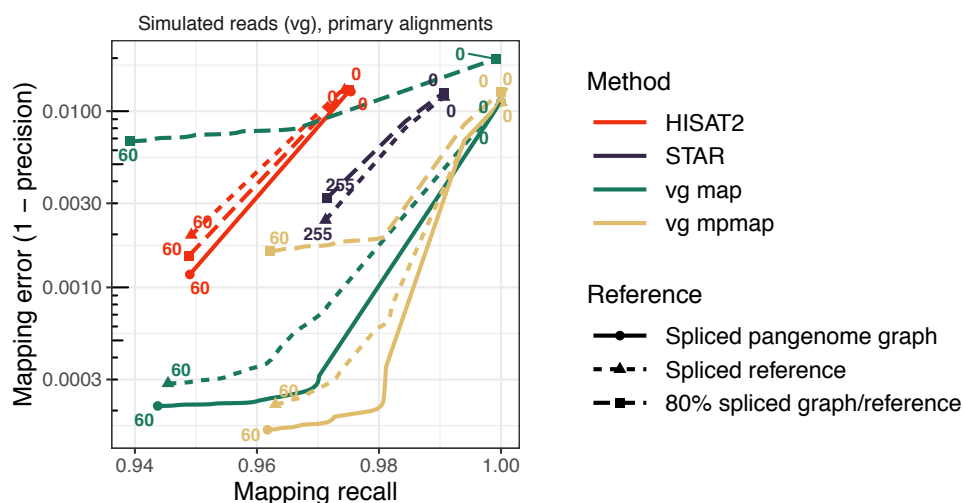 Simulated reads (vg), primary alignments
Mapping error (1 − precision)
0.0100
0.0030
0.0010
0.0003
0
0
0
0
0
0
0
0
0
0
60
60
60
60
255
255
60
60
60
60
60
0.94
0.96
0.98
1.00
Mapping recall
Method
HISAT2
STAR
vg map
vg mpmap
Reference
Spliced pangenome graph
Spliced reference
80% spliced graph/reference